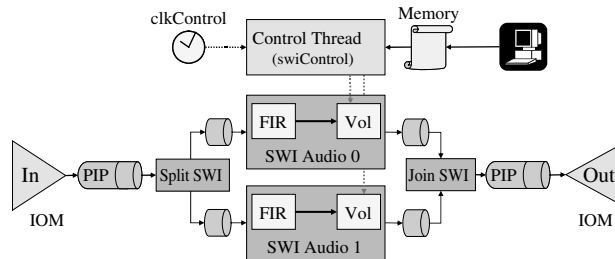 clkControl
Control Thread
(swiControl)
Memory
FIR
Vol
SWI Audio 0
In
PIP
Split SWI
Join SWI
PIP
Out
IOM
IOM
FIR
Vol
SWI Audio 1